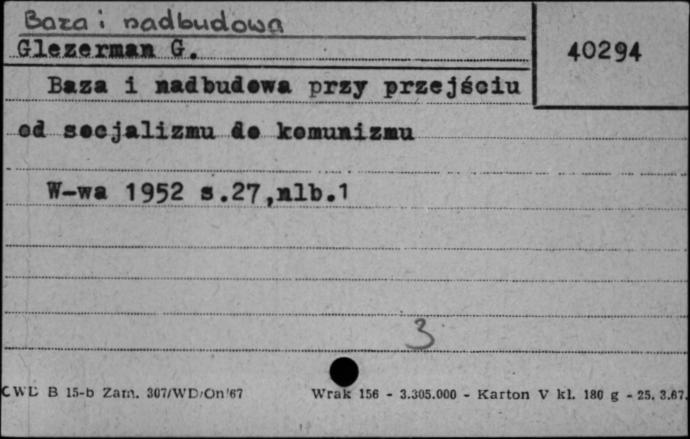 Baza i nadbudowa
Glezerman G.
40294
Baza i nadbudowa przy przejściu
od socjalizmu do komunizmu
W-wa 1952 s.27,nlb.1
3
CWD B 15-b Zam. 307/WD/On/67
Wrak 156 - 3.305.000 - Karton V kl. 180 g - 25. 3.67.